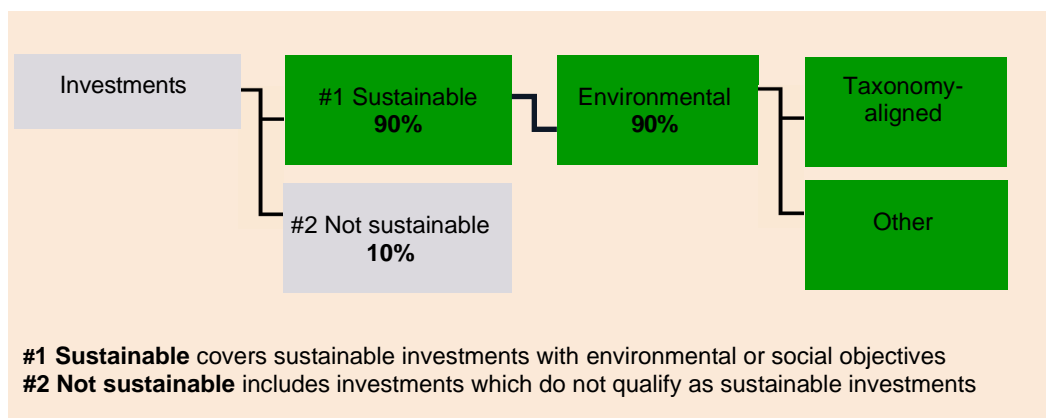 Investments
#1 Sustainable
90%
Environmental
90%
Taxonomy-
aligned
#2 Not sustainable
10%
Other
#1 Sustainable covers sustainable investments with environmental or social objectives
#2 Not sustainable includes investments which do not qualify as sustainable investments